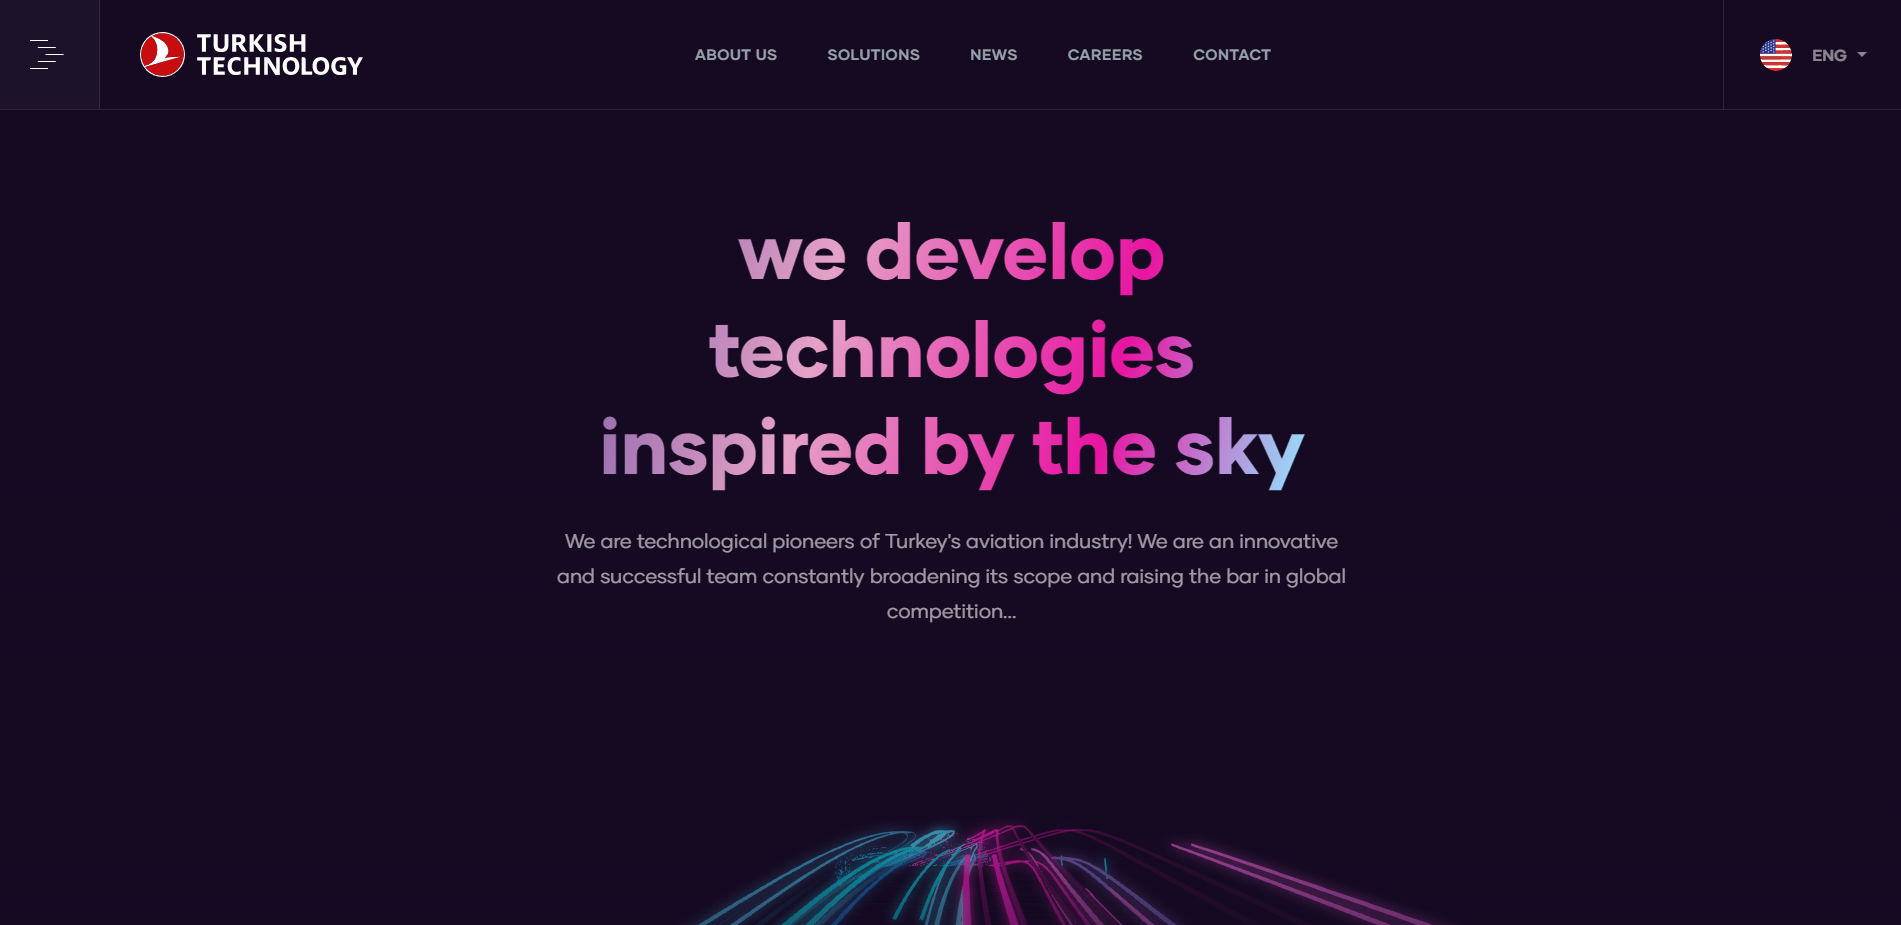 TURKISH
TECHNOLOGY
ABOUT US
SOLUTIONS
NEWS
CAREERS
CONTACT
ENG
we develop
technologies
inspired by the sky
We are technological pioneers of Turkey's aviation industry! We are an innovative
and successful team constantly broadening its scope and raising the bar in global
competition...